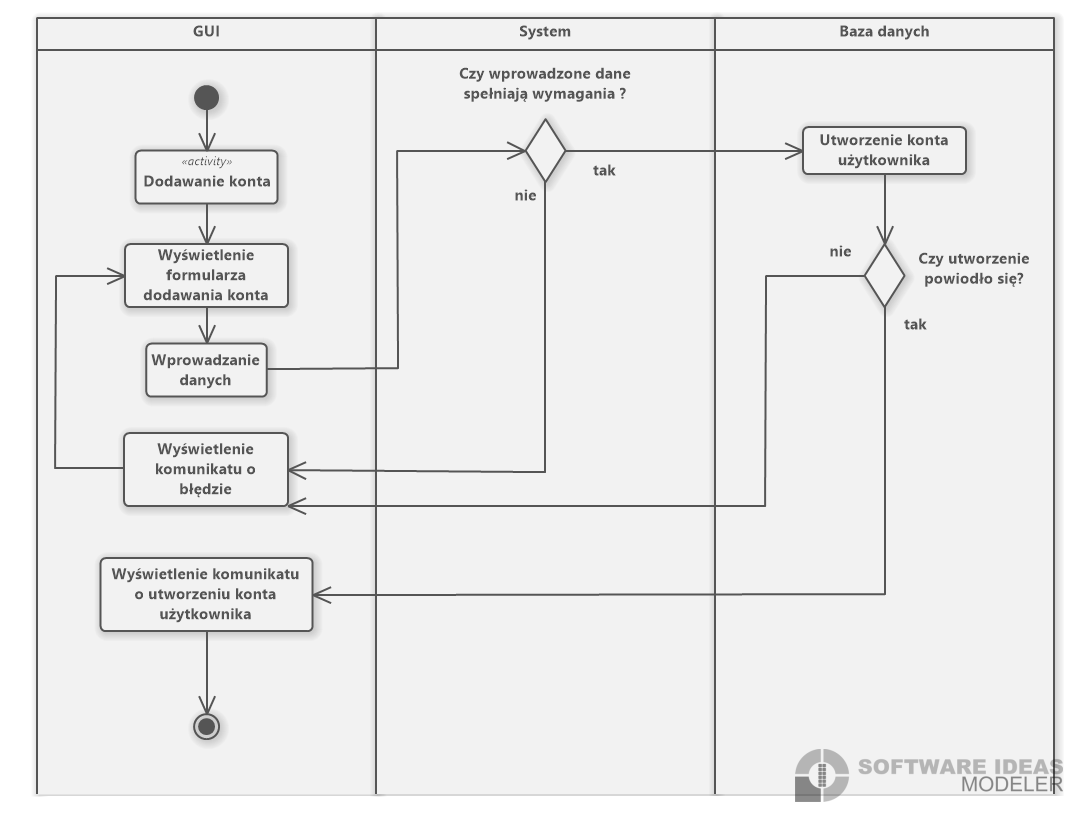 GUI
System
Baza danych
Czy wprowadzone dane
spełniają wymagania ?
«activity»
Dodawanie konta
tak
nie
Utworzenie konta
użytkownika
Wyświetlenie
formularza
dodawania konta
nie
Czy utworzenie
powiodło się?
tak
Wprowadzanie
danych
Wyświetlenie
komunikatu o
błędzie
Wyświetlenie komunikatu
o utworzeniu konta
użytkownika
SOFTWARE IDEAS
MODELER